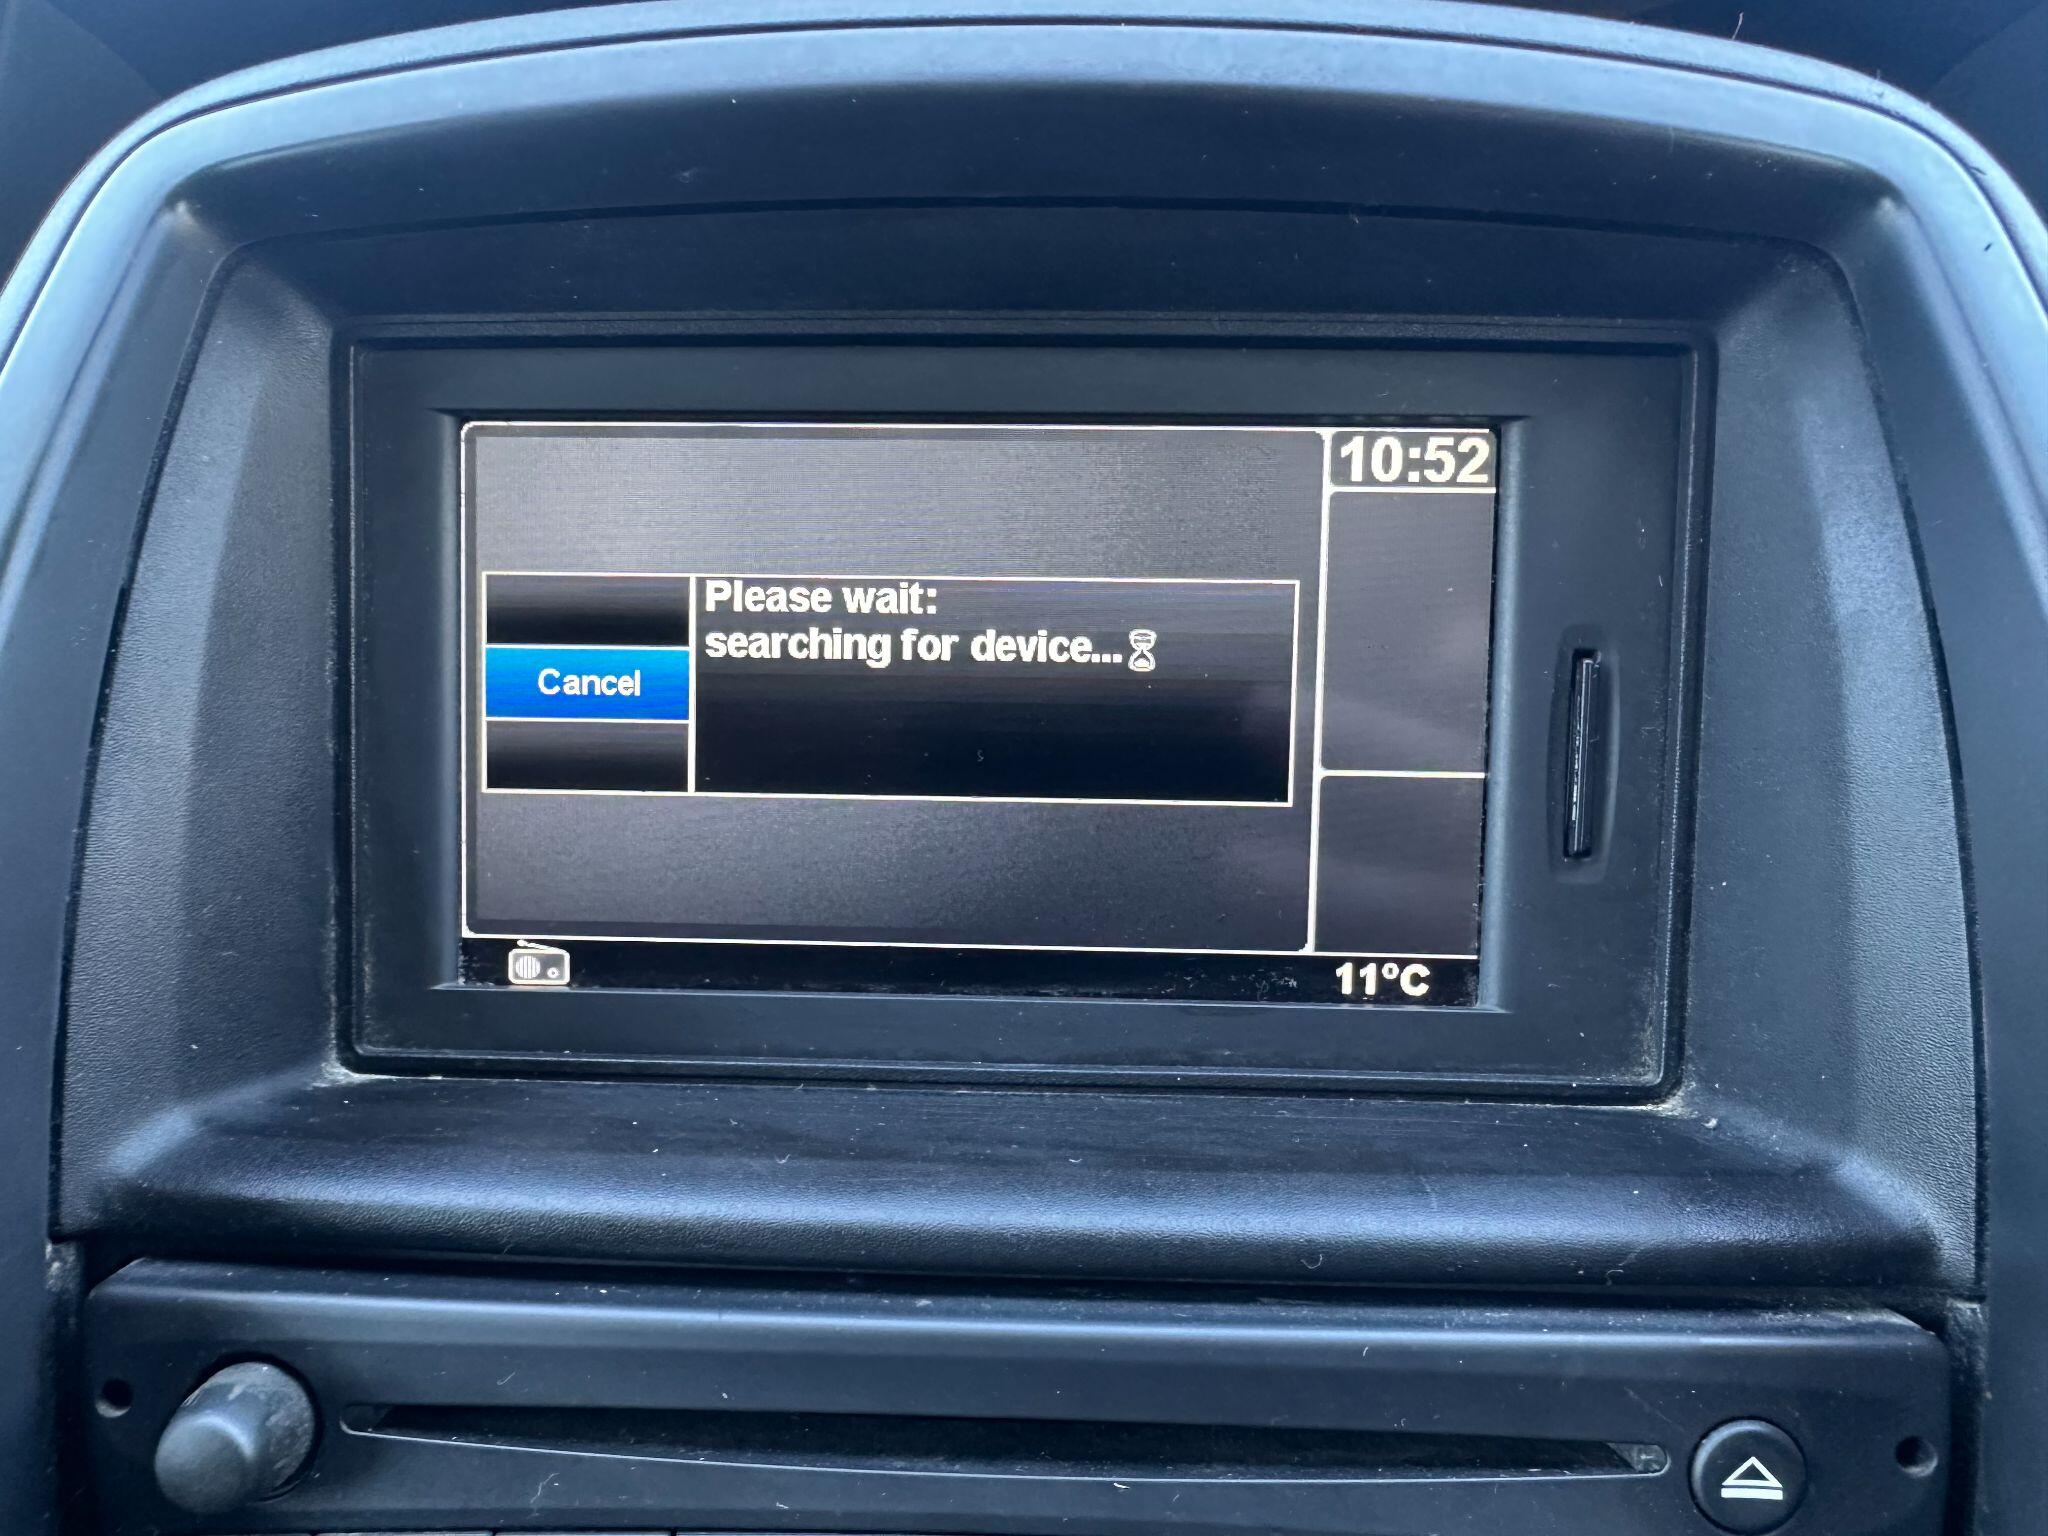 10:52
Please wait:
searching for device...
Cancel
11°C